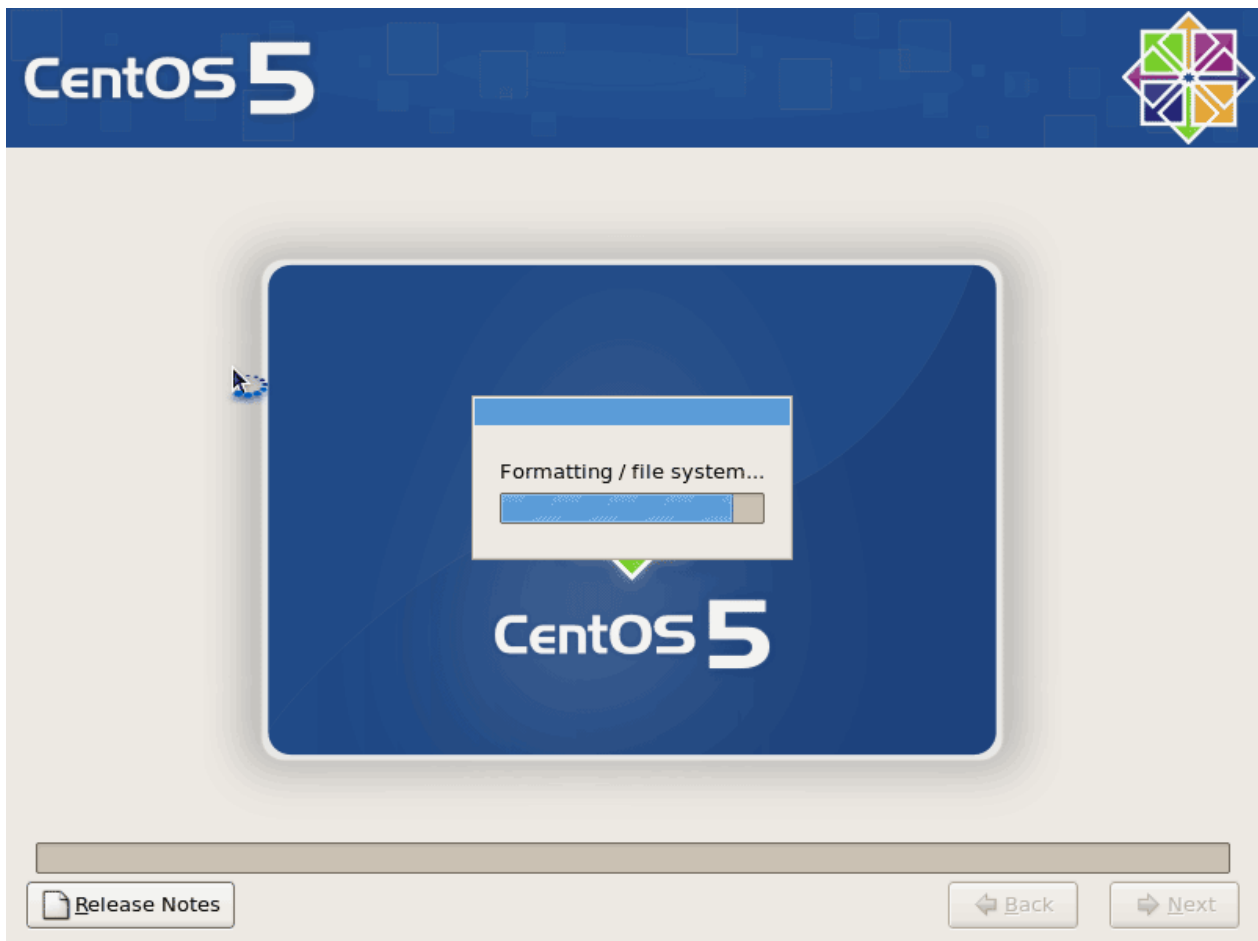 CentOS 5
Formatting / file system...
CentOS 5
Release Notes
Back
Next